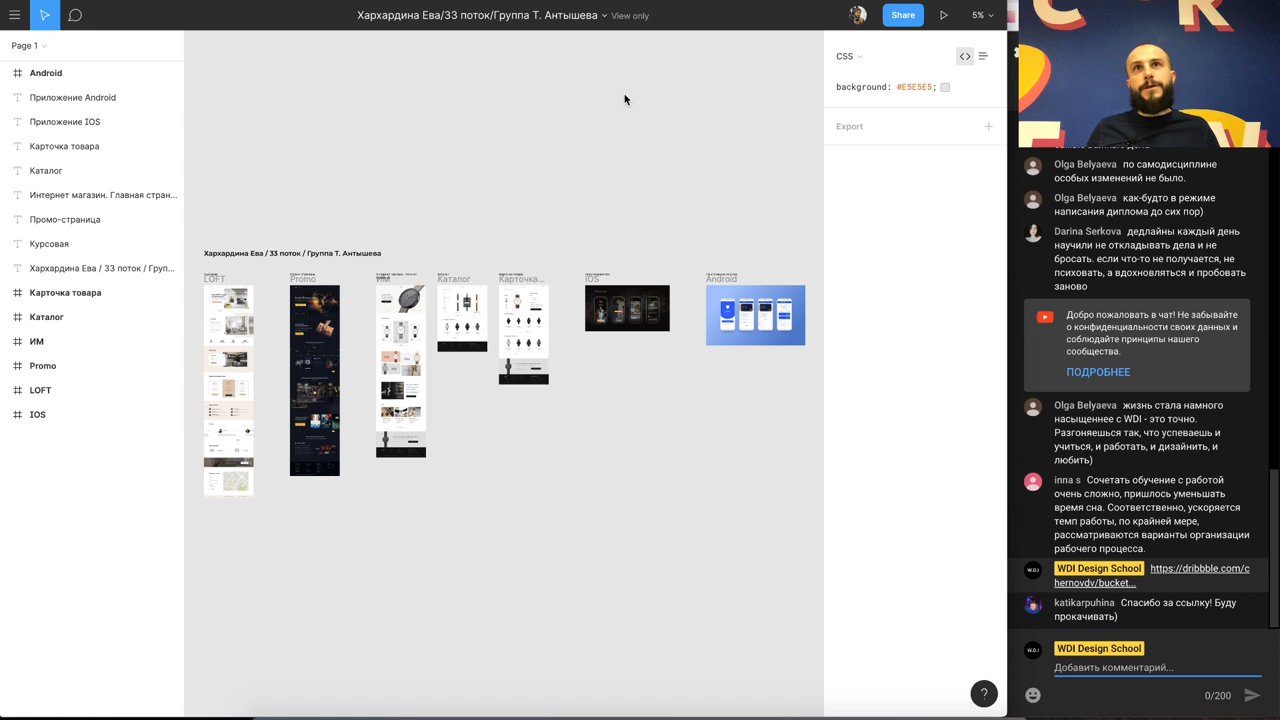 Хархардина Ева/33 поток/Группа Т. Антышева
View only
Share
5%
Page 1
Android
Приложение Android
Приложение IOS
Карточка товара
Каталог
Интернет магазин. Главная стран...
Промо-страница
Курсовая
Хархардина Ева / 33 поток / Груп...
Карточка товара
Каталог
ИМ
Promo
LOFT
IOS
Хархардина Ева / 33 поток / Группа Т. Антышева
LOFT
Promo
ИМ
Каталог
Карточка...
IOS
Android
CSS
background: #E5E5E5;
Export
?
Olga Belyaeva по самодисциплине
особых изменений не было.
Olga Belyaeva как-будто в режиме
написания диплома до сих пор)
Darina Serkova дедлайны каждый день
научили не откладывать дела и не
бросать. если что-то не получается, не
психовать, а вдохновляться и пробовать
заново
Добро пожаловать в чат! Не забывайте
о конфиденциальности своих данных и
соблюдайте принципы нашего
сообщества.
ПОДРОБНЕЕ
Olga Belyaeva жизнь стала намного
насыщеннее с WDI - это точно.
Разгоняешься так, что успеваешь и
учиться, и работать, и дизайнить, и
любить)
inna s Сочетать обучение с работой
очень сложно, пришлось уменьшать
время сна. Соответственно, ускоряется
темп работы, по крайней мере,
рассматриваются варианты организации
рабочего процесса.
W.D.I
WDI Design School https://dribbble.com/c
hernovdv/bucket...
katikarpuhina Спасибо за ссылку! Буду
прокачивать)
W.D.I
WDI Design School
Добавить комментарий...
0/200